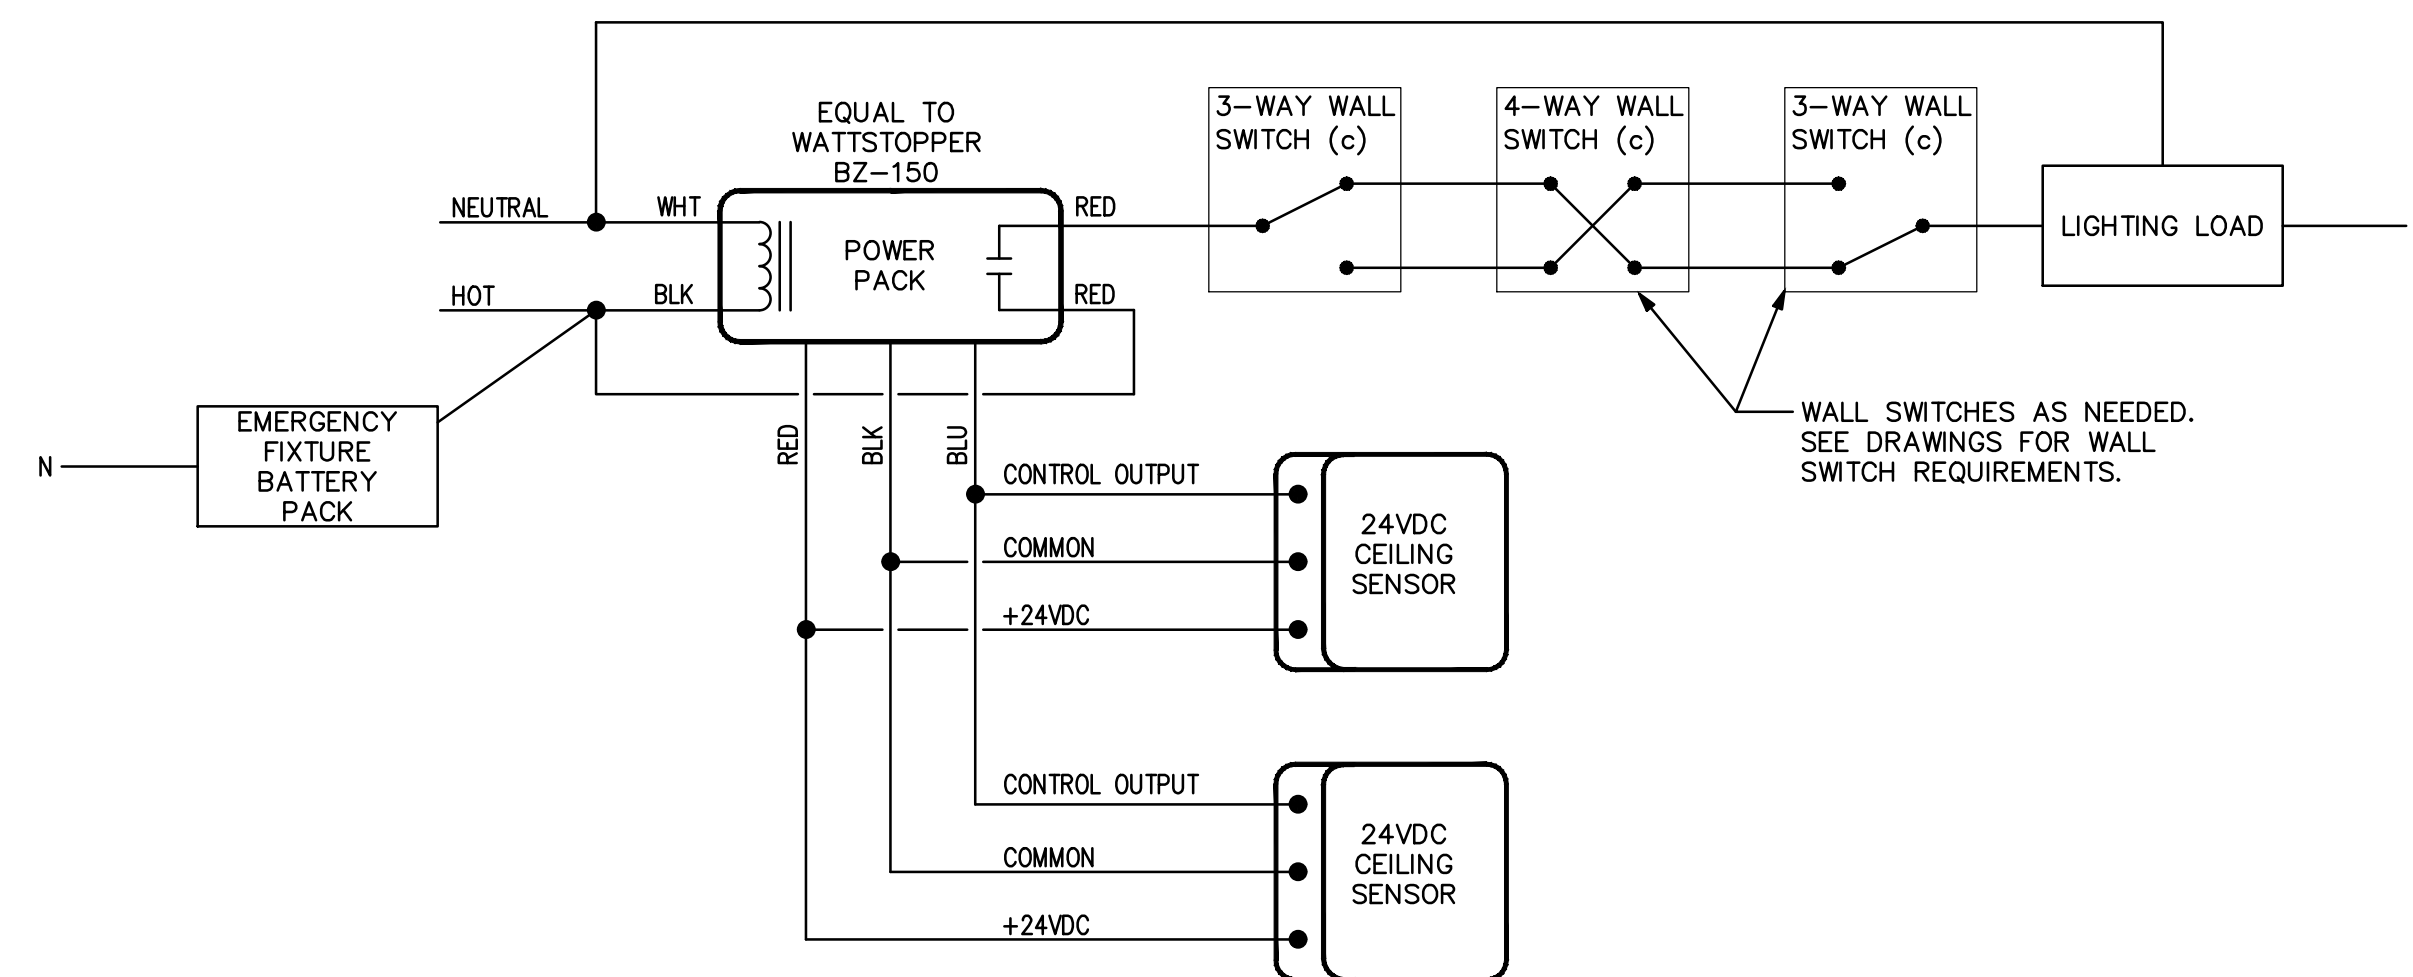 EQUAL TO
WATTSTOPPER
BZ-150
3-WAY WALL
SWITCH (c)
4-WAY WALL
SWITCH (c)
3-WAY WALL
SWITCH (c)
NEUTRAL
WHT
HOT
BLK
POWER
PACK
RED
RED
LIGHTING LOAD
EMERGENCY
FIXTURE
BATTERY
PACK
N
RED
BLK
BLU
WALL SWITCHES AS NEEDED.
SEE DRAWINGS FOR WALL
SWITCH REQUIREMENTS.
CONTROL OUTPUT
COMMON
+24VDC
24VDC
CEILING
SENSOR
CONTROL OUTPUT
COMMON
+24VDC
24VDC
CEILING
SENSOR